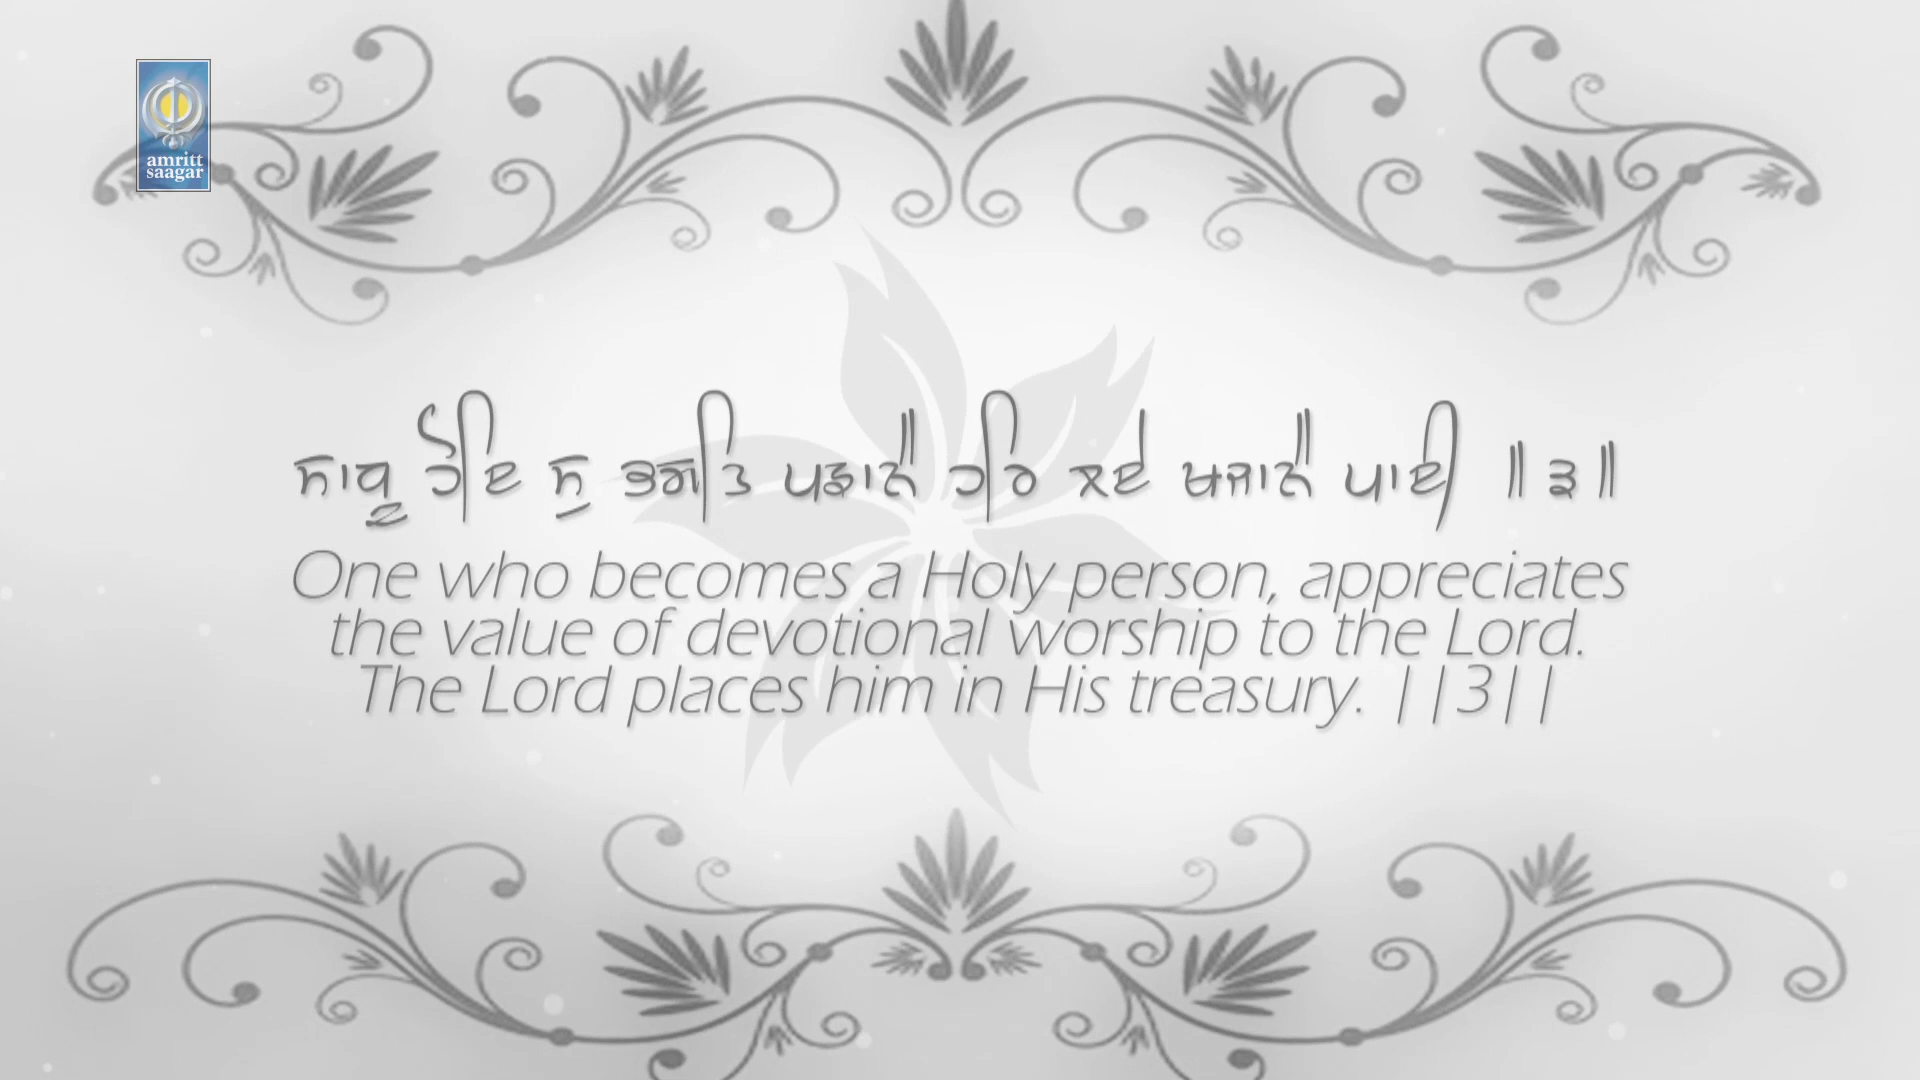 amritt
saagar
ਸਾਧੂ ਹੋਇ ਸੁ ਭਗਤਿ ਪਛਾਨੈ ਹਰਿ ਲਏ ਖਜਾਨੈ ਪਾਈ ॥੩॥
One who becomes a Holy person, appreciates
the value of devotional worship to the Lord.
The Lord places him in His treasury. ||3||